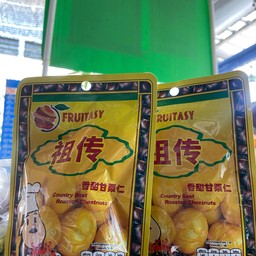 FRUITASY
祖传
香甜甘栗仁
Country Best
Roasted Chestnuts
FRUITASY
祖传
香甜甘栗仁
Country Best
Roasted Chestnuts